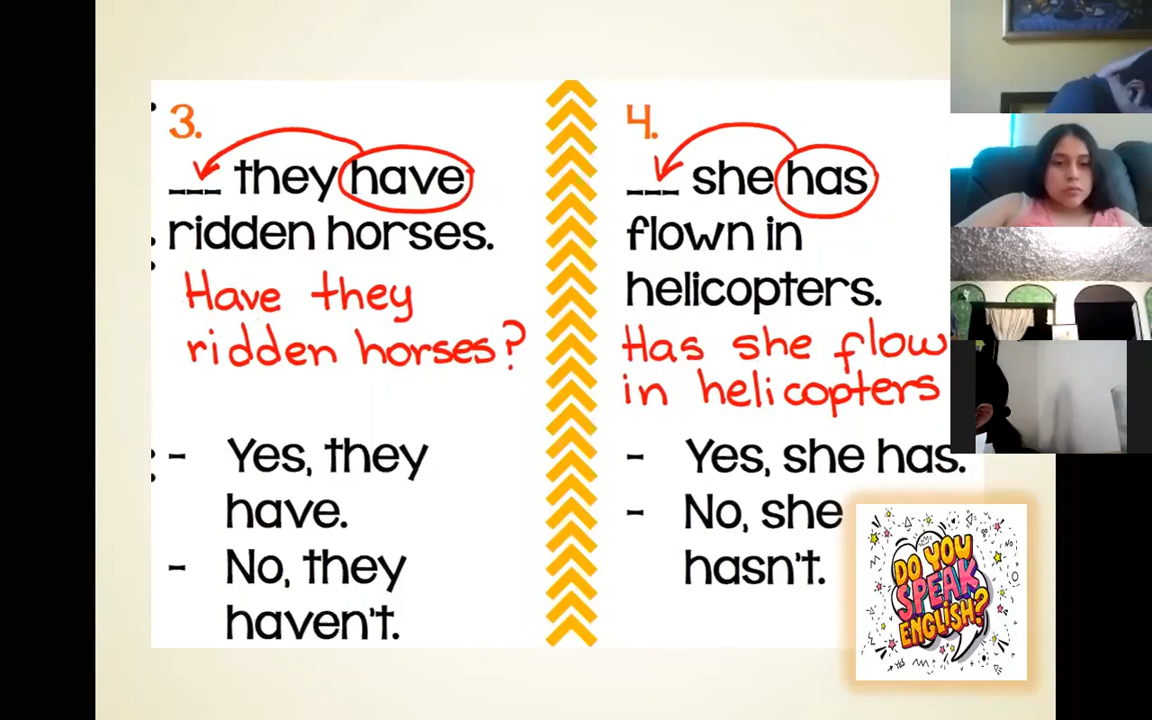 3.
___ they have
ridden horses.
Have they
ridden horses?
- Yes, they
have.
- No, they
haven't.
4.
___ she has
flown in
helicopters.
Has she flow
in helicopters
- Yes, she has.
- No, she
hasn't.
DO YOU
SPEAK
ENGLISH?
NO
YES